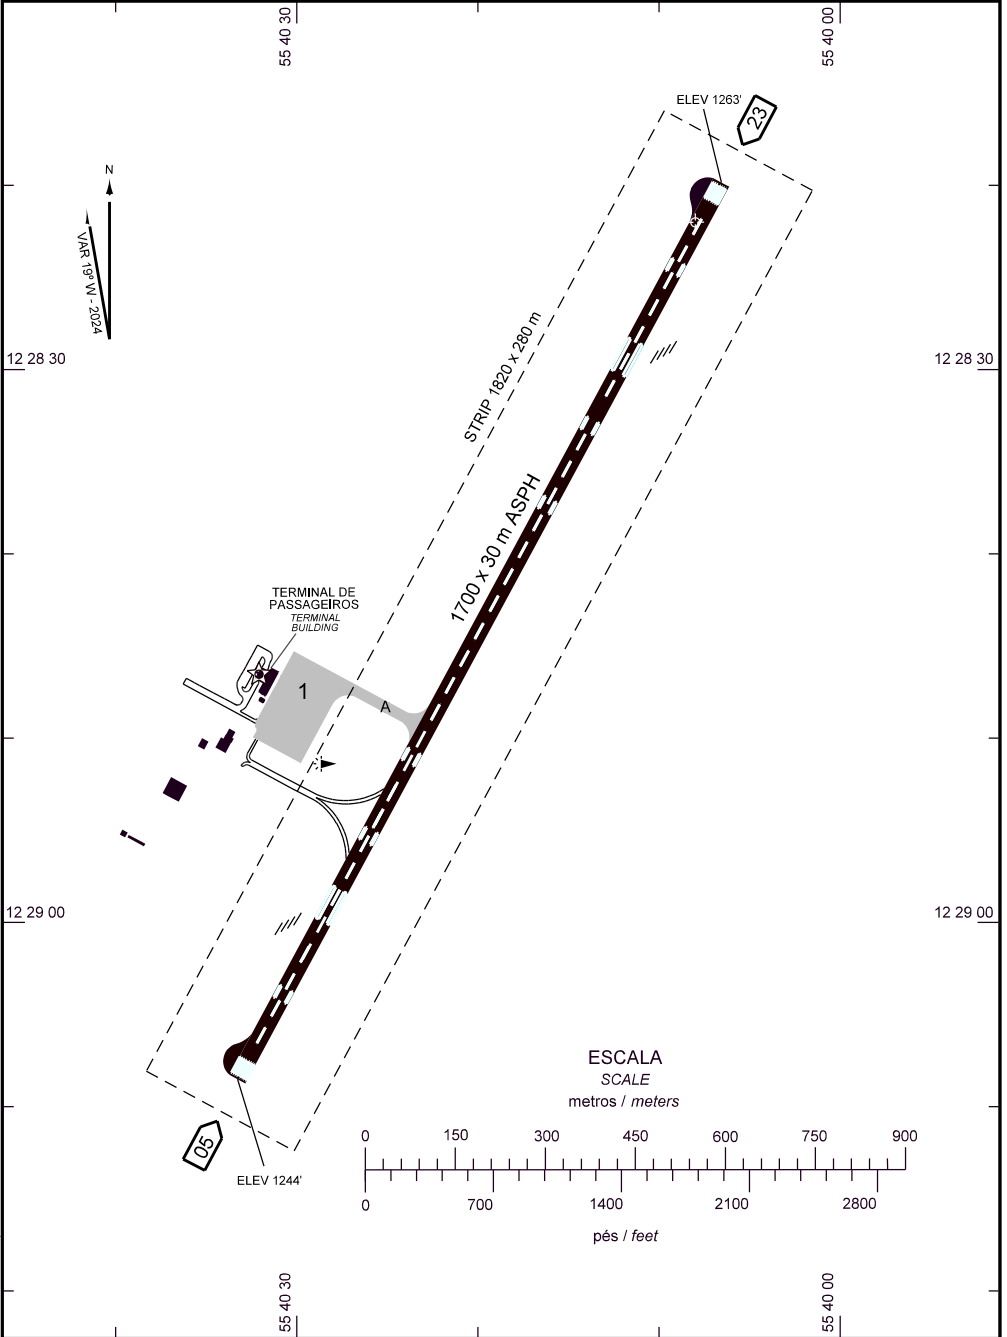 55 40 30
55 40 00
ELEV 1263'
23
N
VAR 19º W - 2024
12 28 30
12 28 30
STRIP 1820 x 280 m
1700 x 30 m ASPH
TERMINAL DE
PASSAGEIROS
TERMINAL
BUILDING
1
A
12 29 00
12 29 00
05
ELEV 1244'
ESCALA
SCALE
metros / meters
0 150 300 450 600 750 900
0 700 1400 2100 2800
pés / feet
55 40 30
55 40 00